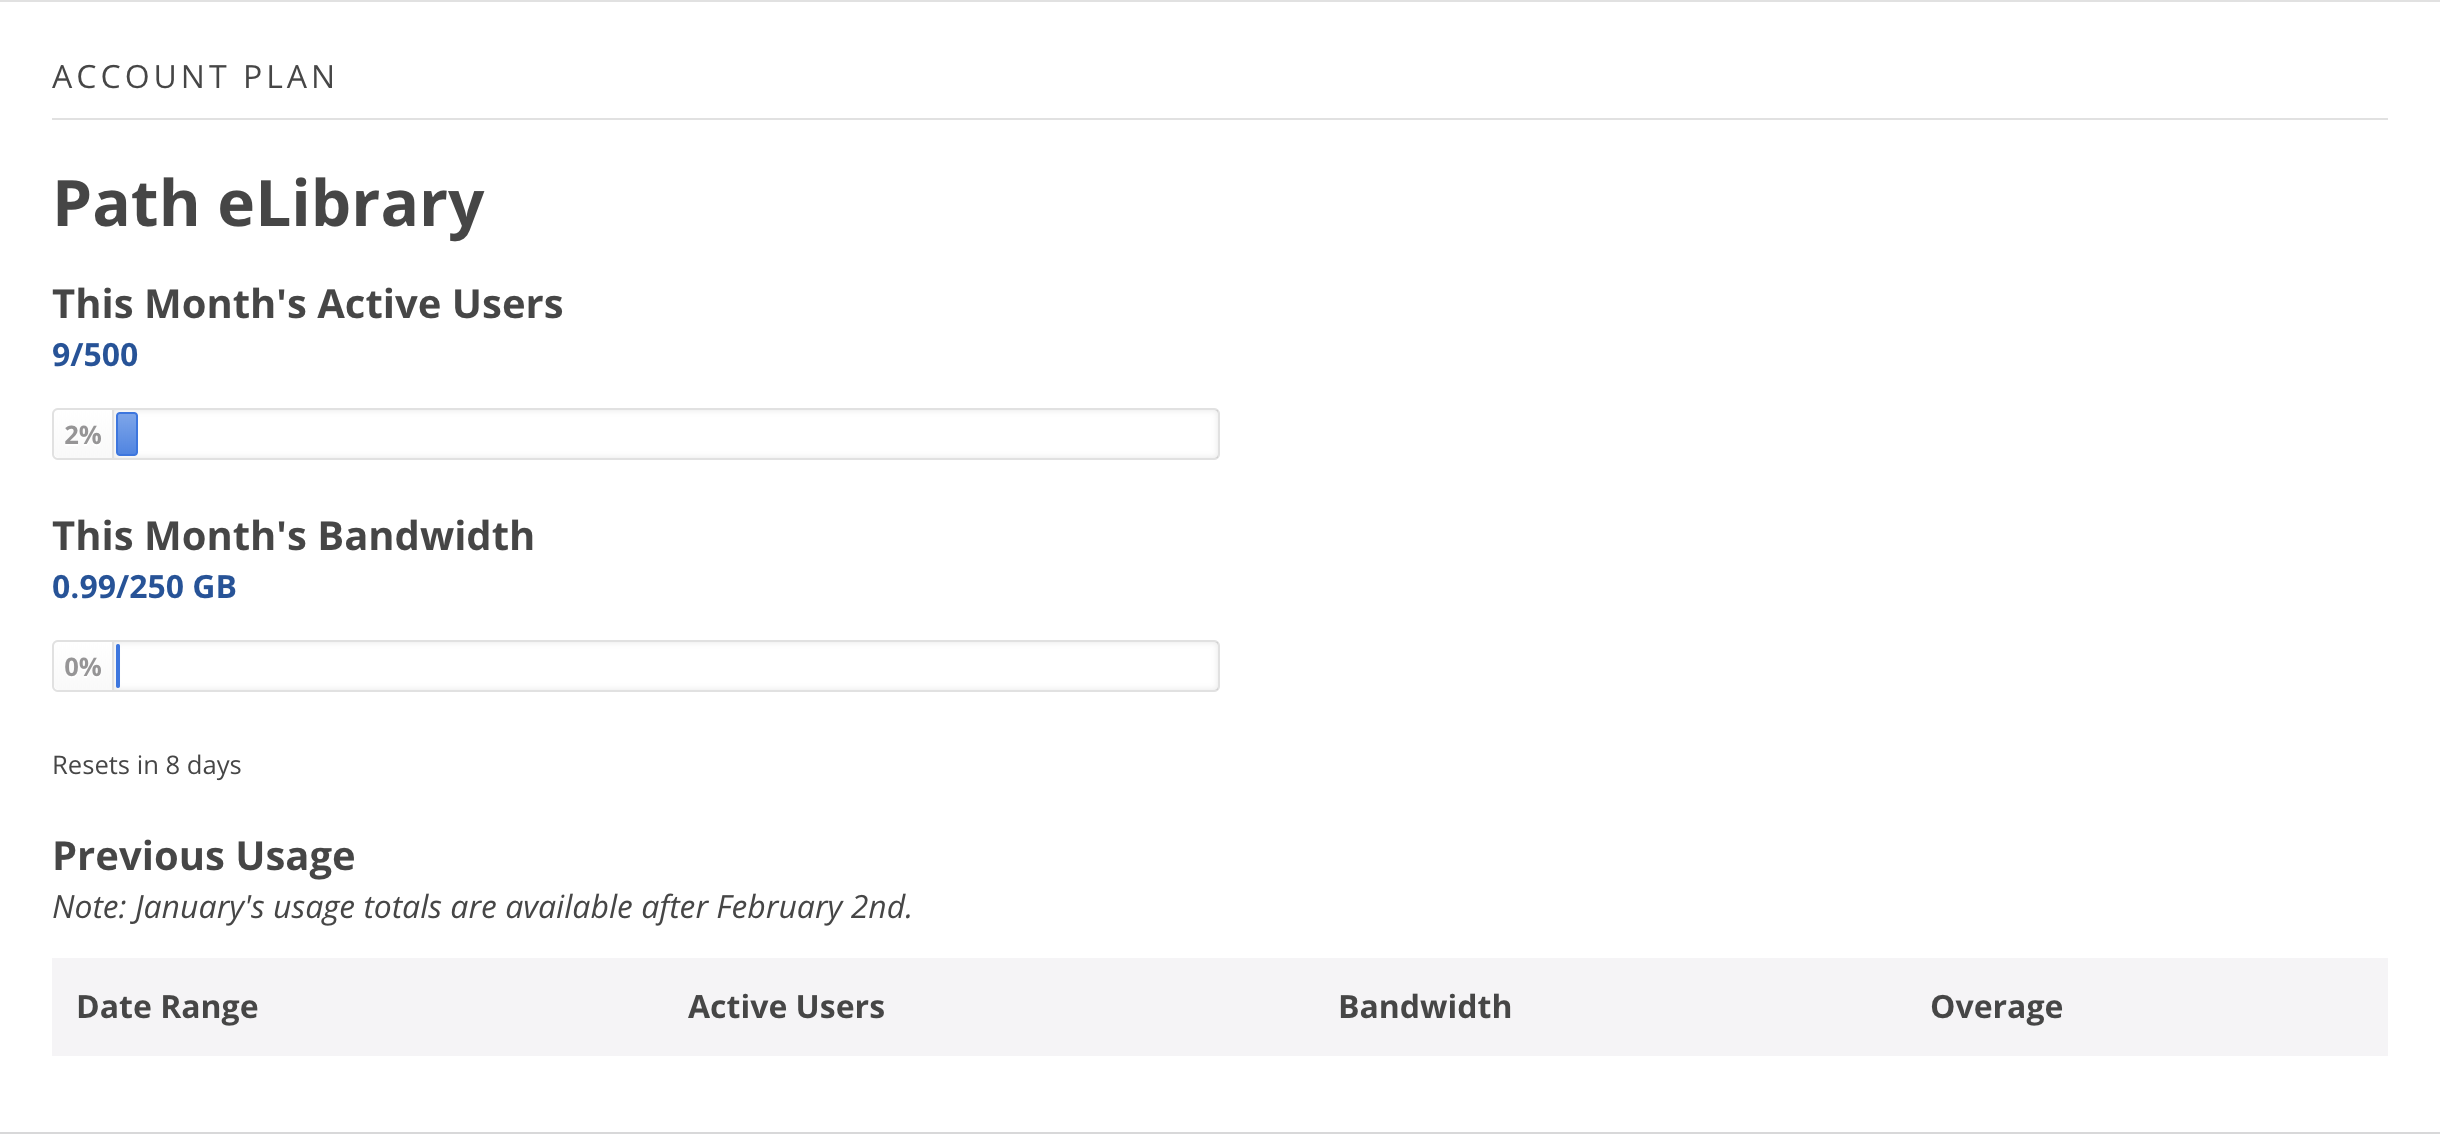 ACCOUNT PLAN
Path eLibrary
This Month's Active Users
9/500
2%
This Month's Bandwidth
0.99/250 GB
0%
Resets in 8 days
Previous Usage
Note: January's usage totals are available after February 2nd.
Date Range Active Users Bandwidth Overage